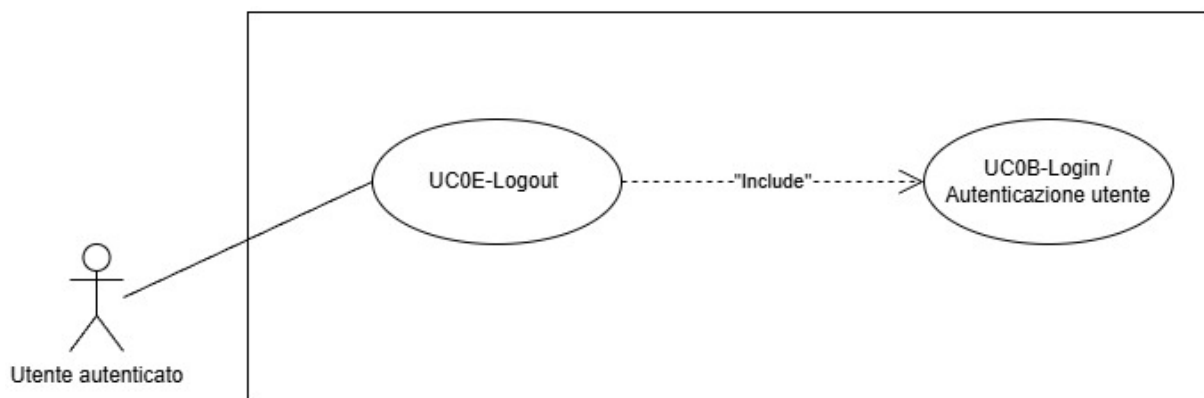 UC0E-Logout
"Include"
UC0B-Login /
Autenticazione utente
Utente autenticato